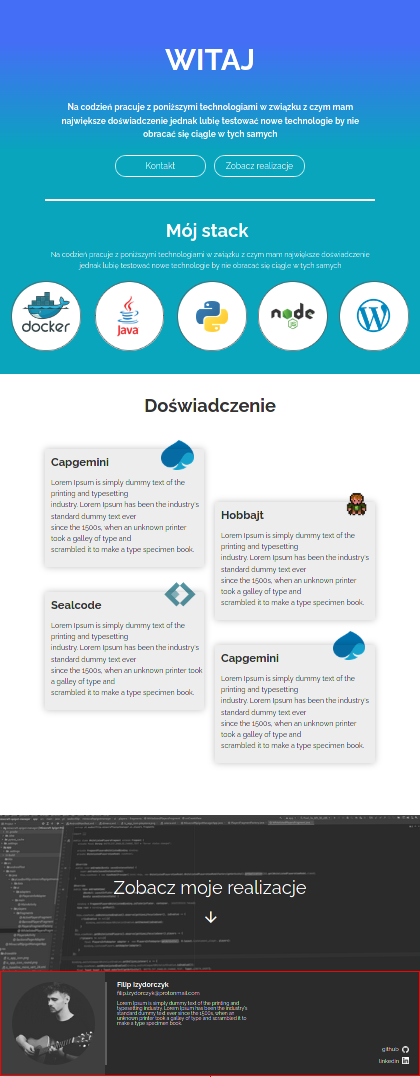 WITAJ
Na codzień pracuje z poniższymi technologiami w związku z czym mam
największe doświadczenie jednak lubię testować nowe technologie by nie
obracać się ciągle w tych samych
Kontakt
Zobacz realizacje
Mój stack
Na codzień pracuje z poniższymi technologiami w związku z czym mam największe doświadczenie
jednak lubię testować nowe technologie by nie obracać się ciągle w tych samych
docker
Java
node
JS
Doświadczenie
Capgemini
Lorem Ipsum is simply dummy text of the
printing and typesetting
industry. Lorem Ipsum has been the industry's
standard dummy text ever
since the 1500s, when an unknown printer
took a galley of type and
scrambled it to make a type specimen book.
Hobbajt
Lorem Ipsum is simply dummy text of the
printing and typesetting
industry. Lorem Ipsum has been the industry's
standard dummy text ever
since the 1500s, when an unknown printer
took a galley of type and
scrambled it to make a type specimen book.
Sealcode
Lorem Ipsum is simply dummy text of the
printing and typesetting
industry. Lorem Ipsum has been the industry's
standard dummy text ever
since the 1500s, when an unknown printer took
a galley of type and
scrambled it to make a type specimen book.
Capgemini
Lorem Ipsum is simply dummy text of the
printing and typesetting
industry. Lorem Ipsum has been the industry's
standard dummy text ever
since the 1500s, when an unknown printer
took a galley of type and
scrambled it to make a type specimen book.
Zobacz moje realizacje
Filip Izydorczyk
filip.izydorczyk@protonmail.com
Lorem Ipsum is simply dummy text of the
printing and typesetting industry. Lorem Ipsum
has been the industry's standard dummy text
ever since the 1500s, when an
unknown printer took a galley of type and scrambled it to
make a type specimen book.
github
linkedin